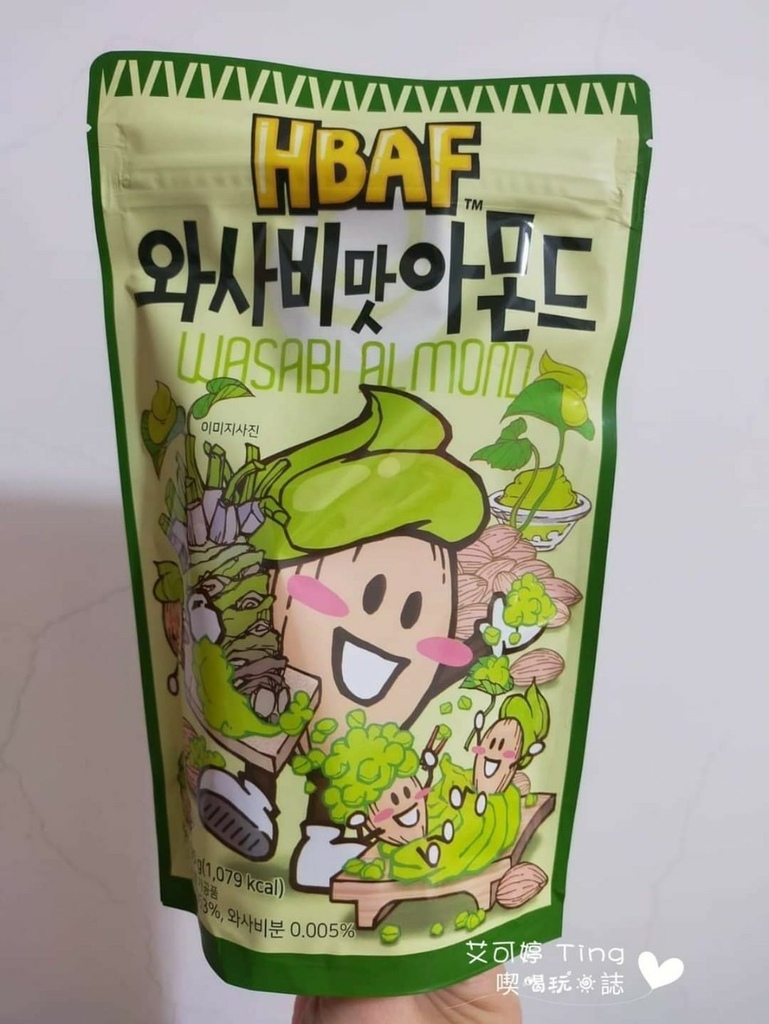 HBAF™
와사비맛아몬드
WASABI ALMOND
이미지사진
g(1,079 kcal)
3%, 와사비분 0.005%
艾可婷 Ting
喫喝玩※誌